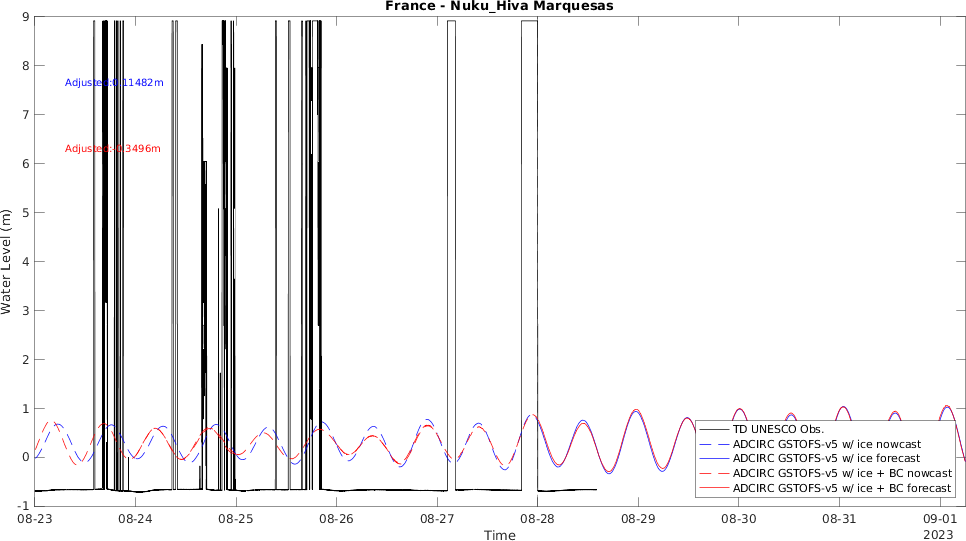 France - Nuku_Hiva Marquesas
9
8
7
6
5
4
3
2
1
0
-1
Water Level (m)
Adjusted:0.11482m
3496m
TD UNESCO Obs.
ADCIRC GSTOFS-v5 w/ ice nowcast
ADCIRC GSTOFS-v5 w/ ice forecast
ADCIRC GSTOFS-v5 w/ ice + BC nowcast
ADCIRC GSTOFS-v5 w/ ice + BC forecast
08-23 08-24 08-25 08-26 08-27 08-28 08-29 08-30 08-31 09-01
2023
Time